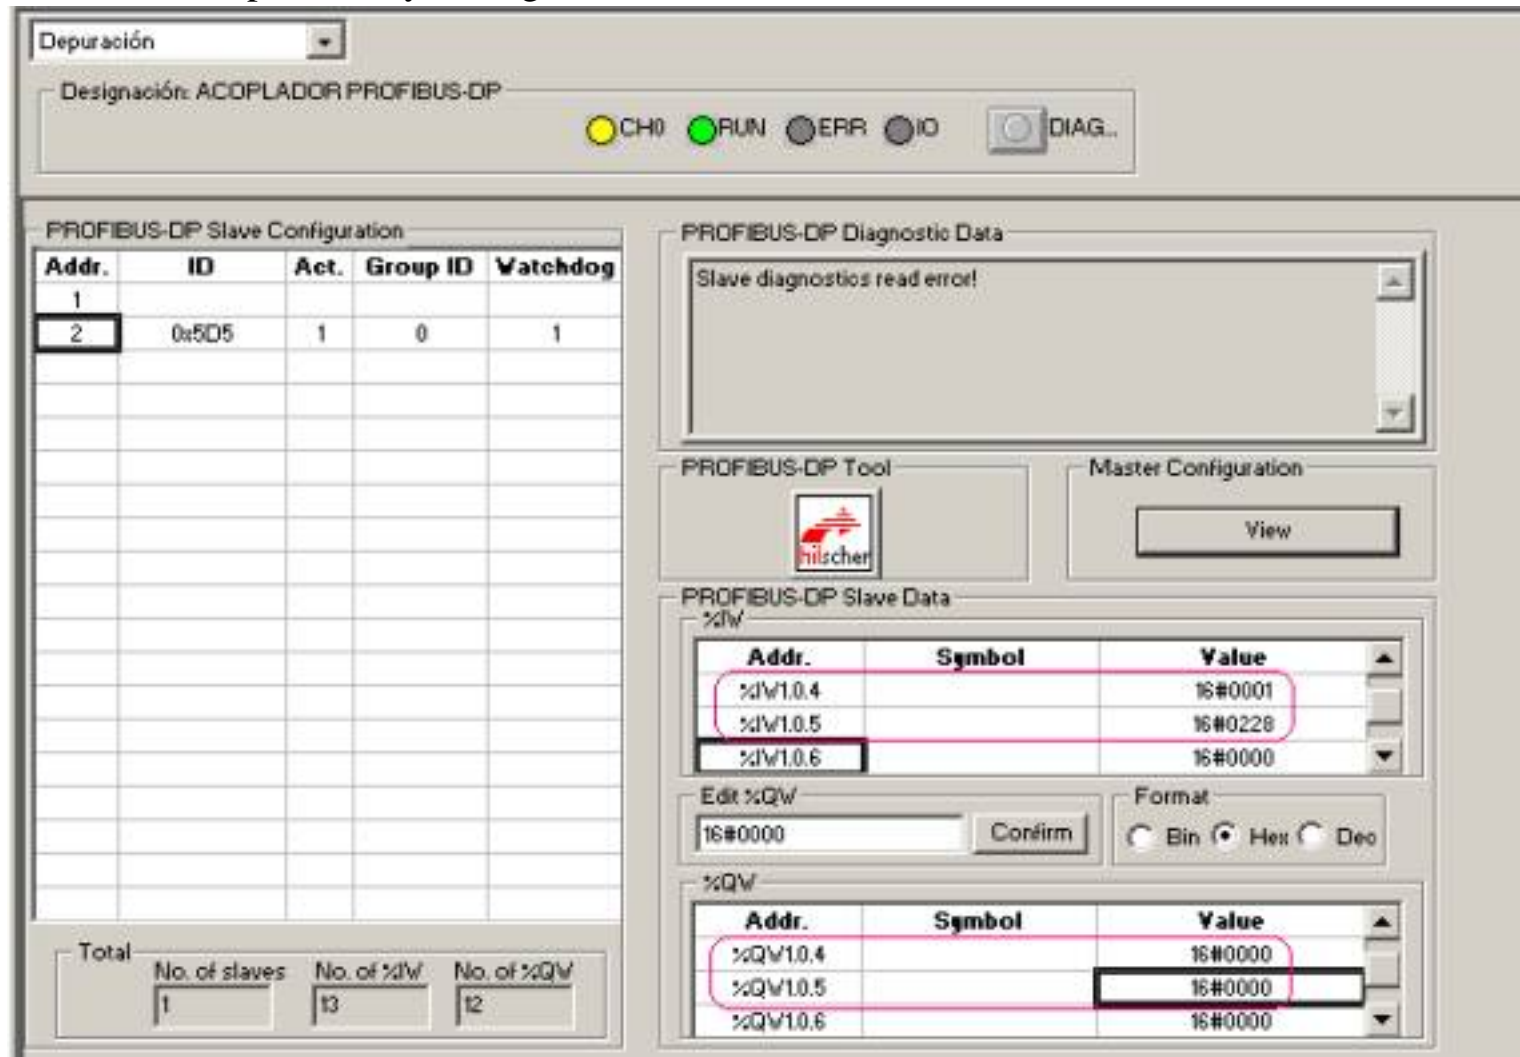 Depuración
Designación: ACOPLADOR PROFIBUS-DP
CH0 RUN ERR IO DIAG...
PROFIBUS-DP Slave Configuration
Addr. ID Act. Group ID Watchdog
1
2 0x5D5 1 0 1
Total
No. of slaves No. of %IW No. of %QW
1 13 12
PROFIBUS-DP Diagnostic Data
Slave diagnostics read error!
PROFIBUS-DP Tool
hilscher
Master Configuration
View
PROFIBUS-DP Slave Data
%IW
Addr. Symbol Value
%IW1.0.4 16#0001
%IW1.0.5 16#0228
%IW1.0.6 16#0000
Edit %QW
16#0000 Confirm
Format
Bin Hex Dec
%QW
Addr. Symbol Value
%QW1.0.4 16#0000
%QW1.0.5 16#0000
%QW1.0.6 16#0000